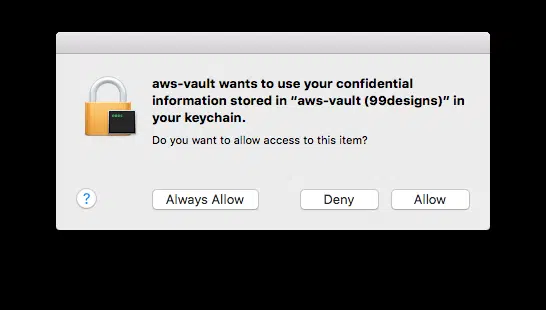 aws-vault wants to use your confidential
information stored in “aws-vault (99designs)” in
your keychain.
Do you want to allow access to this item?
?
Always Allow
Deny
Allow